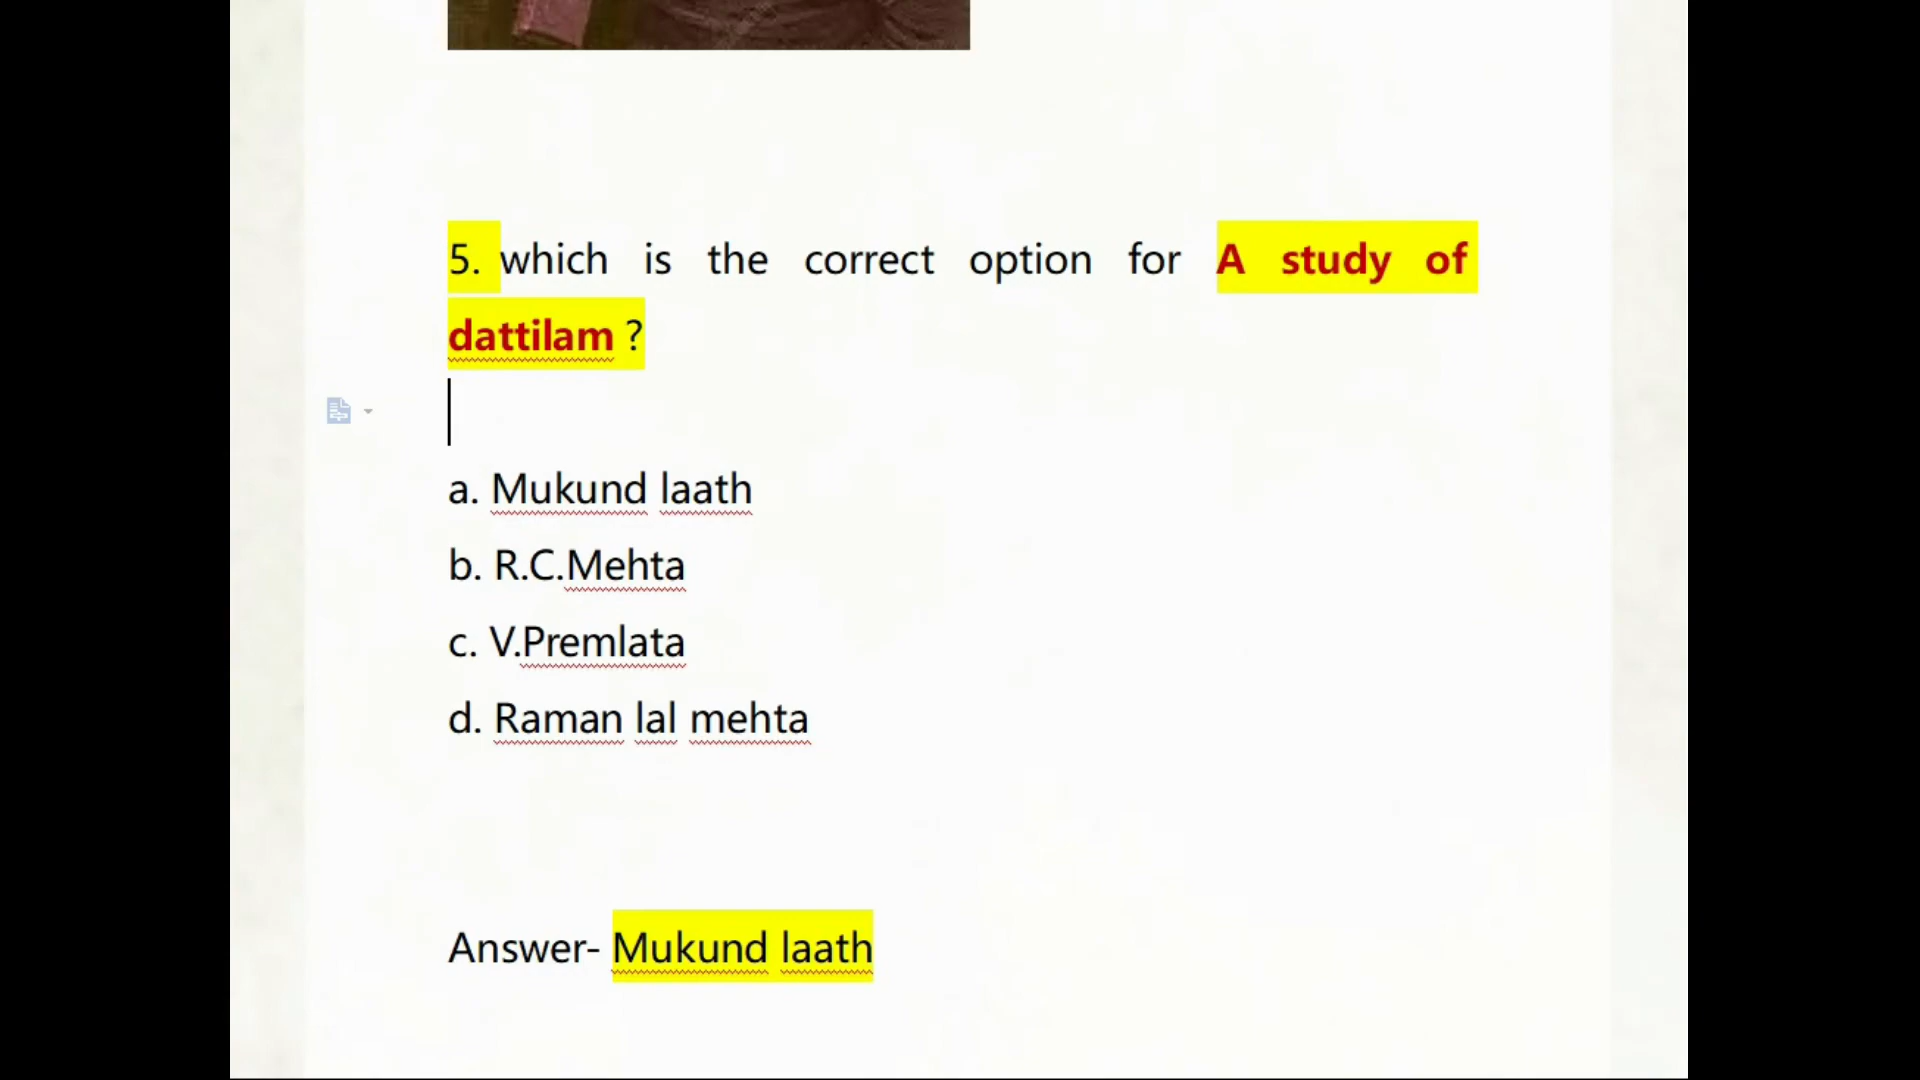 5. which is the correct option for A study of
dattilam ?
a. Mukund laath
b. R.C.Mehta
c. V.Premlata
d. Raman lal mehta
Answer- Mukund laath